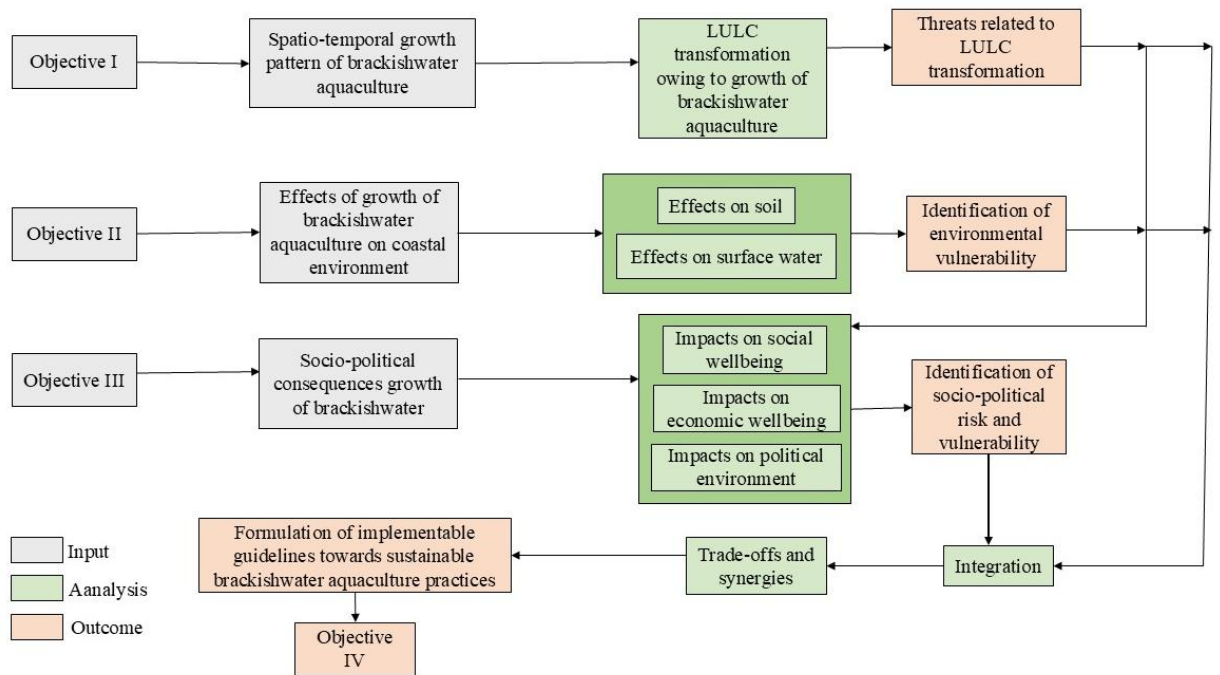 Objective I
Spatio-temporal growth
pattern of brackishwater
aquaculture
LULC
transformation
owing to growth of
brackishwater
aquaculture
Threats related to
LULC
transformation
Objective II
Effects of growth of
brackishwater
aquaculture on coastal
environment
Effects on soil
Effects on surface water
Identification of
environmental
vulnerability
Objective III
Socio-political
consequences growth
of brackishwater
Impacts on social
wellbeing
Impacts on
economic wellbeing
Impacts on political
environment
Identification of
socio-political
risk and
vulnerability
Input
Aanalysis
Outcome
Formulation of implementable
guidelines towards sustainable
brackishwater aquaculture practices
Trade-offs and
synergies
Integration
Objective
IV